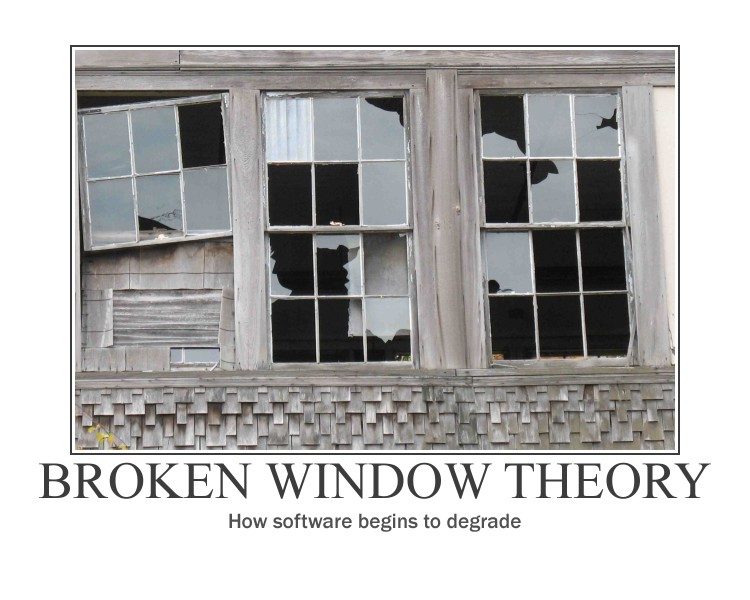 BROKEN WINDOW THEORY
How software begins to degrade